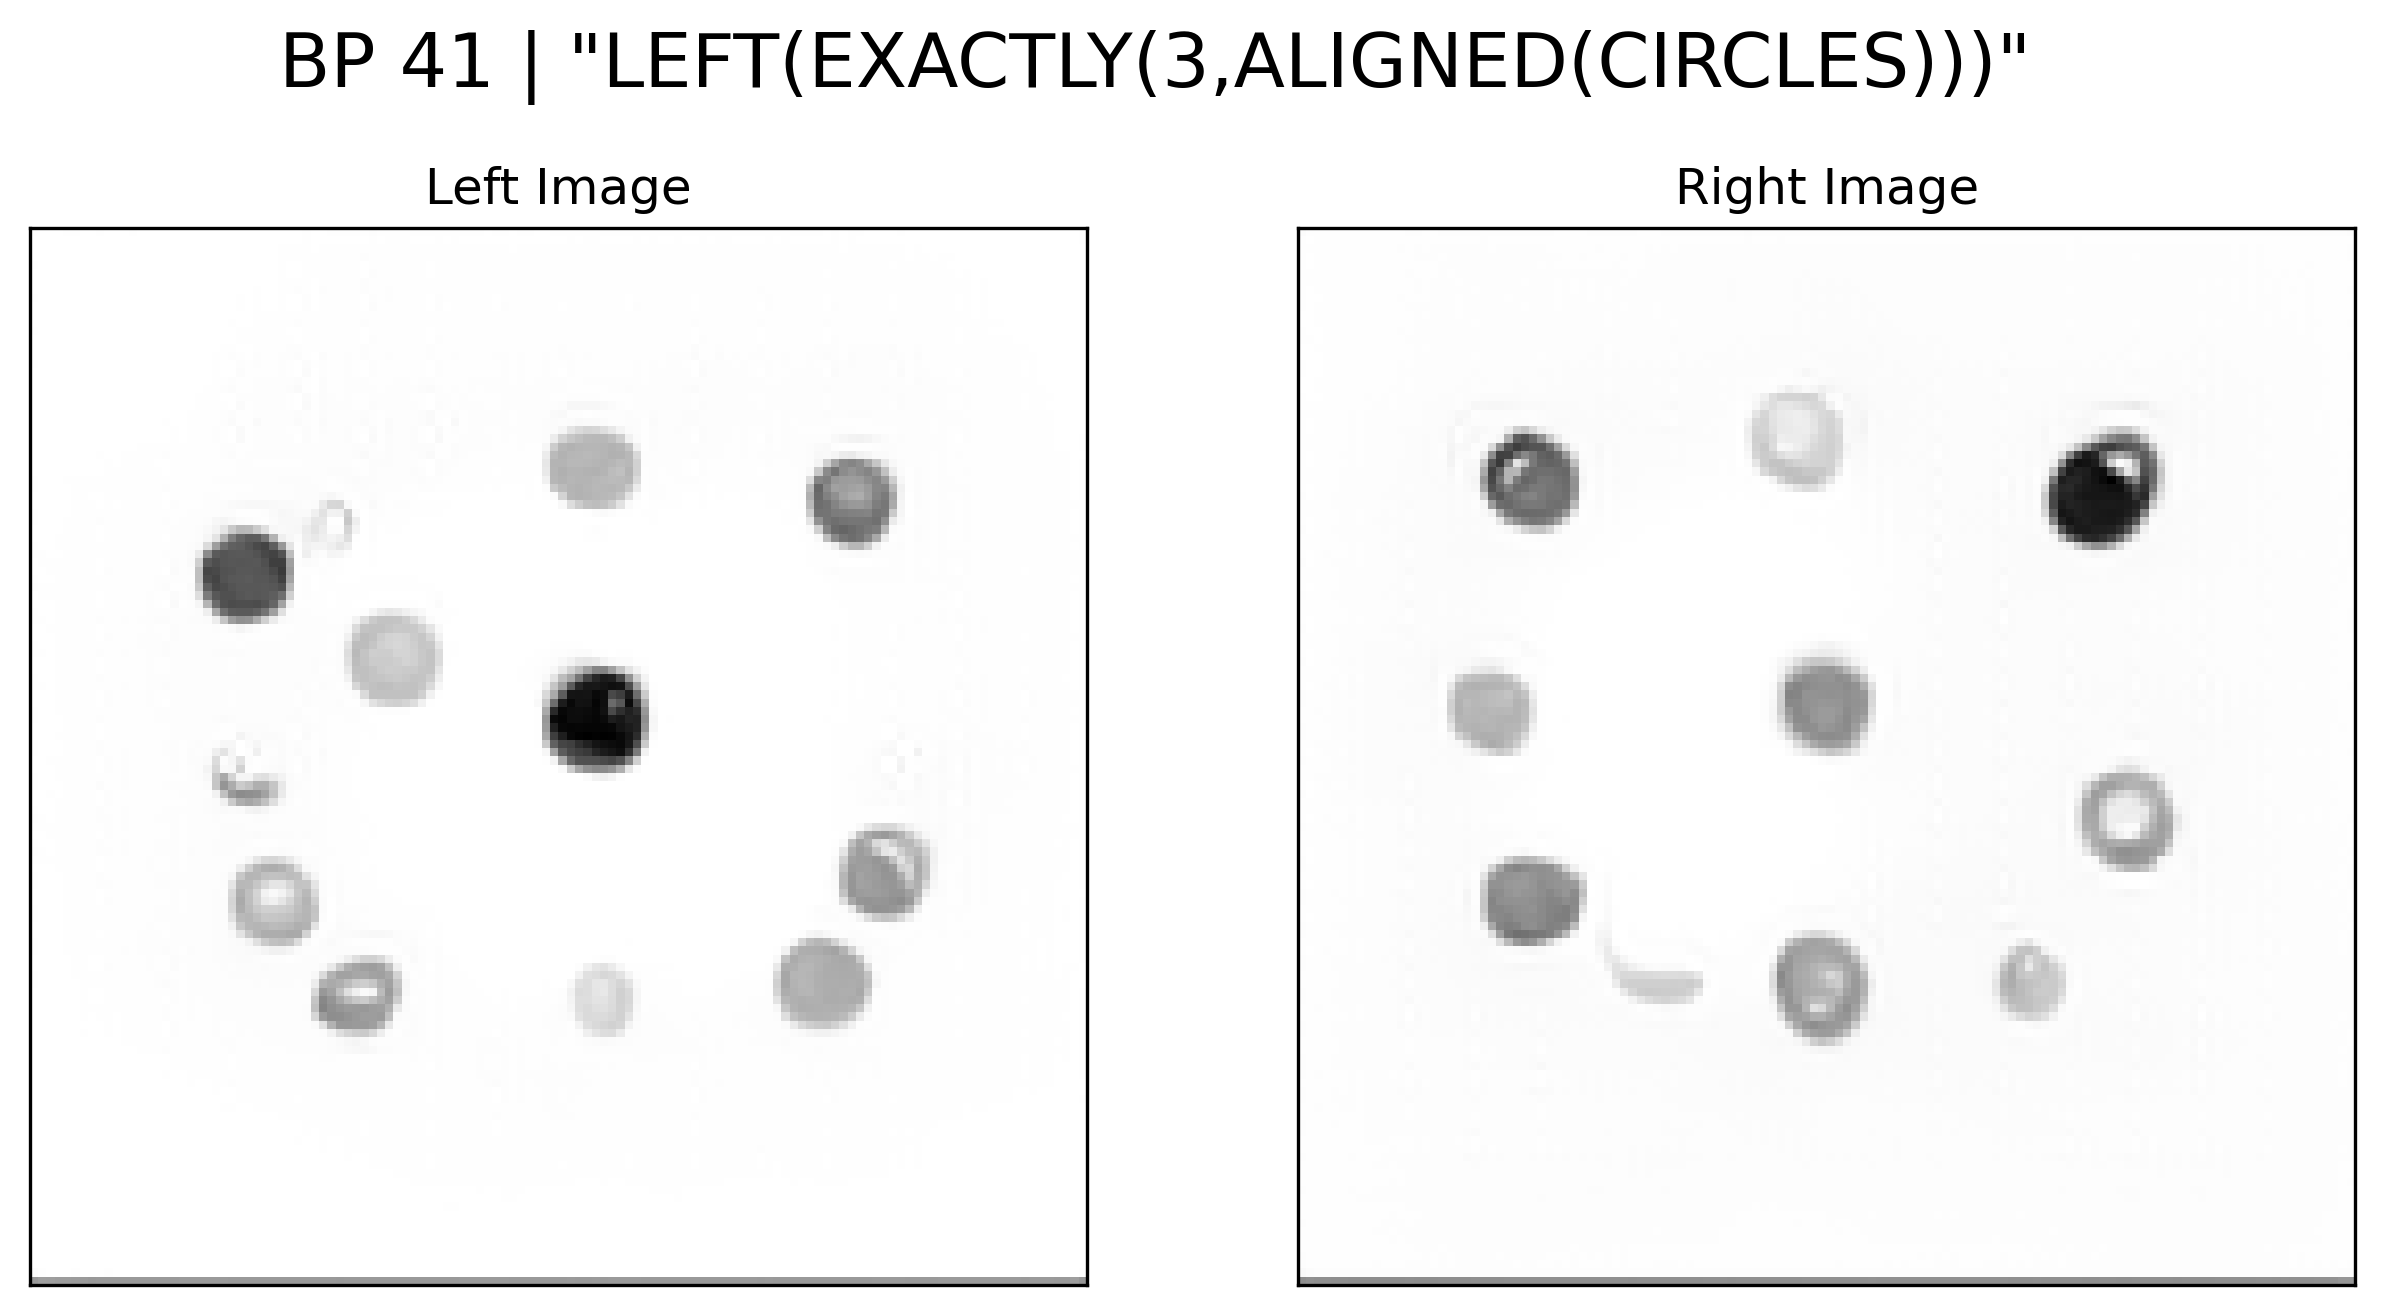 BP 41 | "LEFT(EXACTLY(3,ALIGNED(CIRCLES)))"
Left Image
Right Image